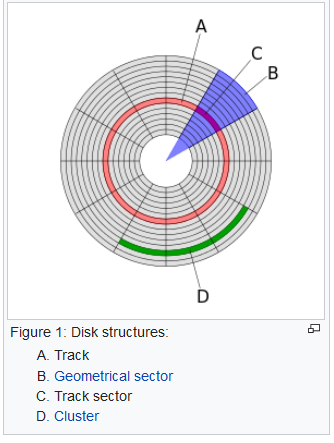 A
C
B
D
Figure 1: Disk structures:
A. Track
B. Geometrical sector
C. Track sector
D. Cluster